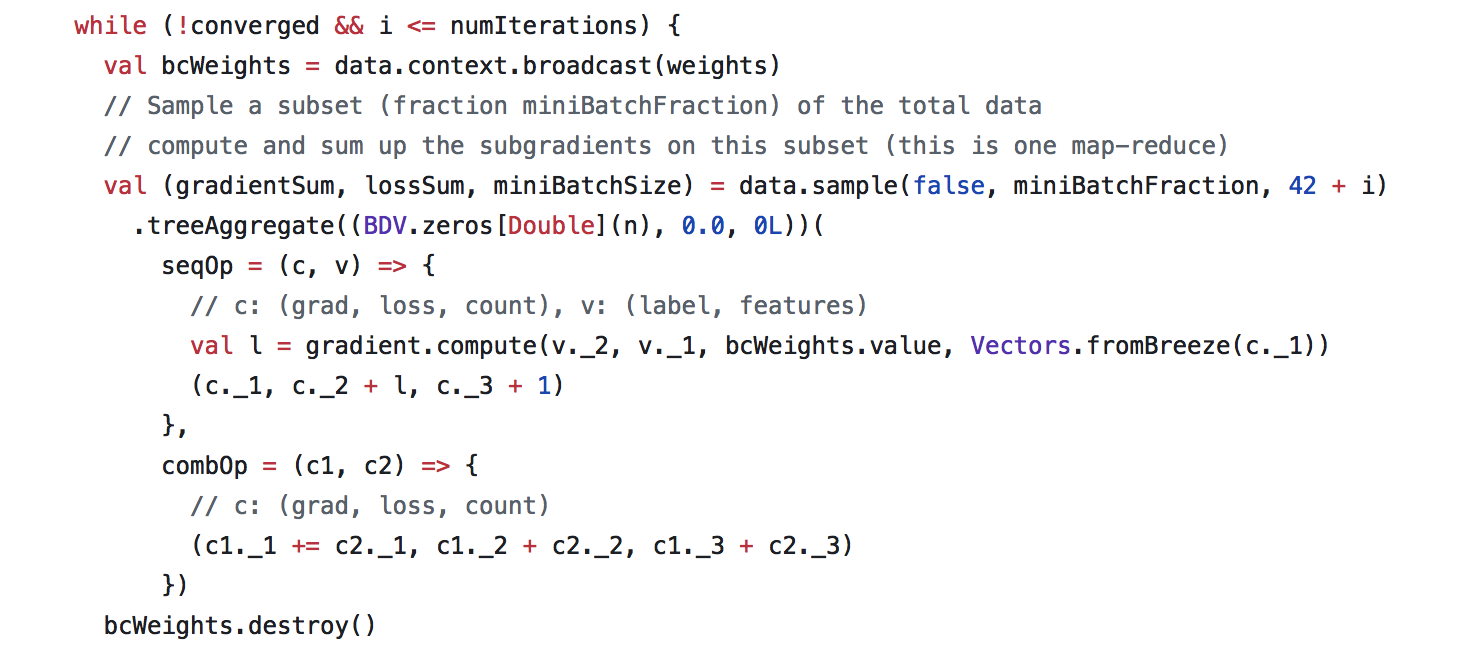 while (!converged && i <= numIterations) {
  val bcWeights = data.context.broadcast(weights)
  // Sample a subset (fraction miniBatchFraction) of the total data
  // compute and sum up the subgradients on this subset (this is one map-reduce)
  val (gradientSum, lossSum, miniBatchSize) = data.sample(false, miniBatchFraction, 42 + i)
    .treeAggregate((BDV.zeros[Double](n), 0.0, 0L))(
      seqOp = (c, v) => {
        // c: (grad, loss, count), v: (label, features)
        val l = gradient.compute(v._2, v._1, bcWeights.value, Vectors.fromBreeze(c._1))
        (c._1, c._2 + l, c._3 + 1)
      },
      combOp = (c1, c2) => {
        // c: (grad, loss, count)
        (c1._1 += c2._1, c1._2 + c2._2, c1._3 + c2._3)
      })
  bcWeights.destroy()